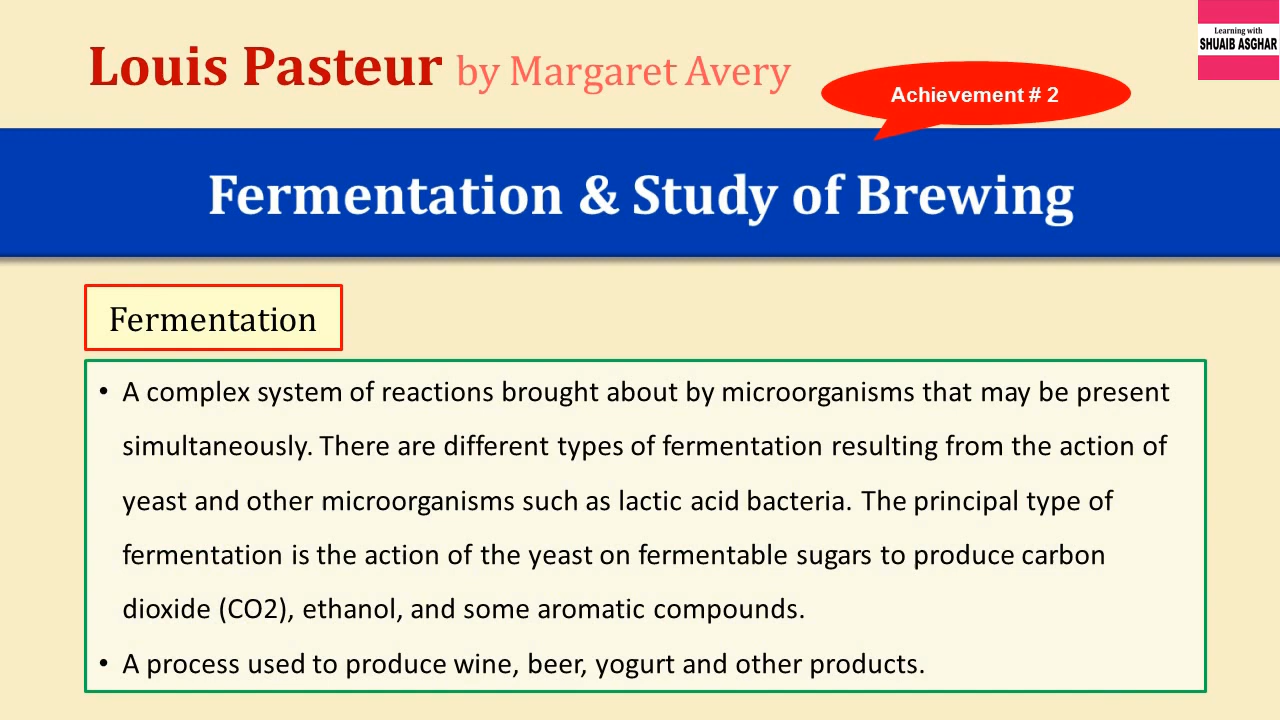 Louis Pasteur by Margaret Avery
Learning with
SHUAIB ASGHAR
Achievement # 2
Fermentation & Study of Brewing
Fermentation
• A complex system of reactions brought about by microorganisms that may be present
simultaneously. There are different types of fermentation resulting from the action of
yeast and other microorganisms such as lactic acid bacteria. The principal type of
fermentation is the action of the yeast on fermentable sugars to produce carbon
dioxide (CO2), ethanol, and some aromatic compounds.
• A process used to produce wine, beer, yogurt and other products.